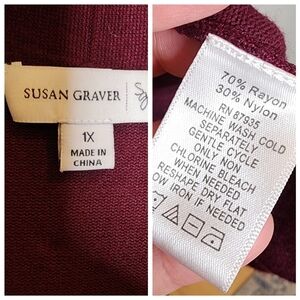 SUSAN GRAVER
1X
MADE IN
CHINA
70% Rayon
30% Nylon
RN 87935
MACHINE WASH COLD
SEPARATELY
GENTLE CYCLE
ONLY NON
CHLORINE BLEACH
WHEN NEEDED
RESHAPE DRY FLAT
LOW IRON IF NEEDED